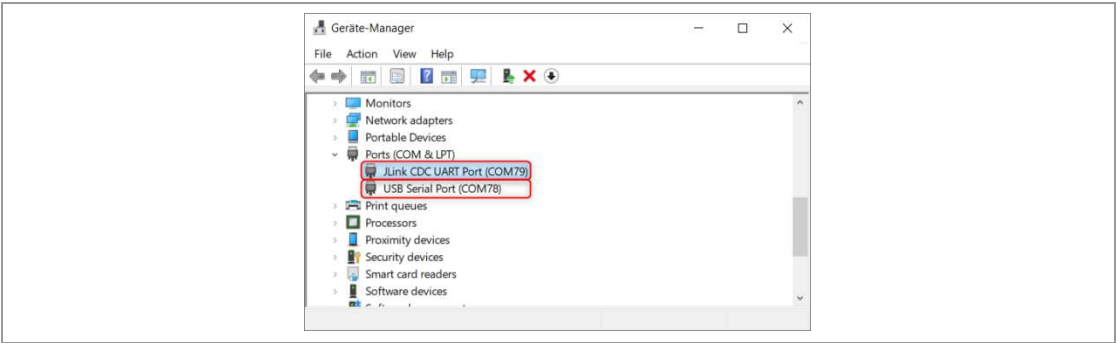 Geräte-Manager
File Action View Help
Monitors
Network adapters
Portable Devices
Ports (COM & LPT)
JLink CDC UART Port (COM79)
USB Serial Port (COM78)
Print queues
Processors
Proximity devices
Security devices
Smart card readers
Software devices